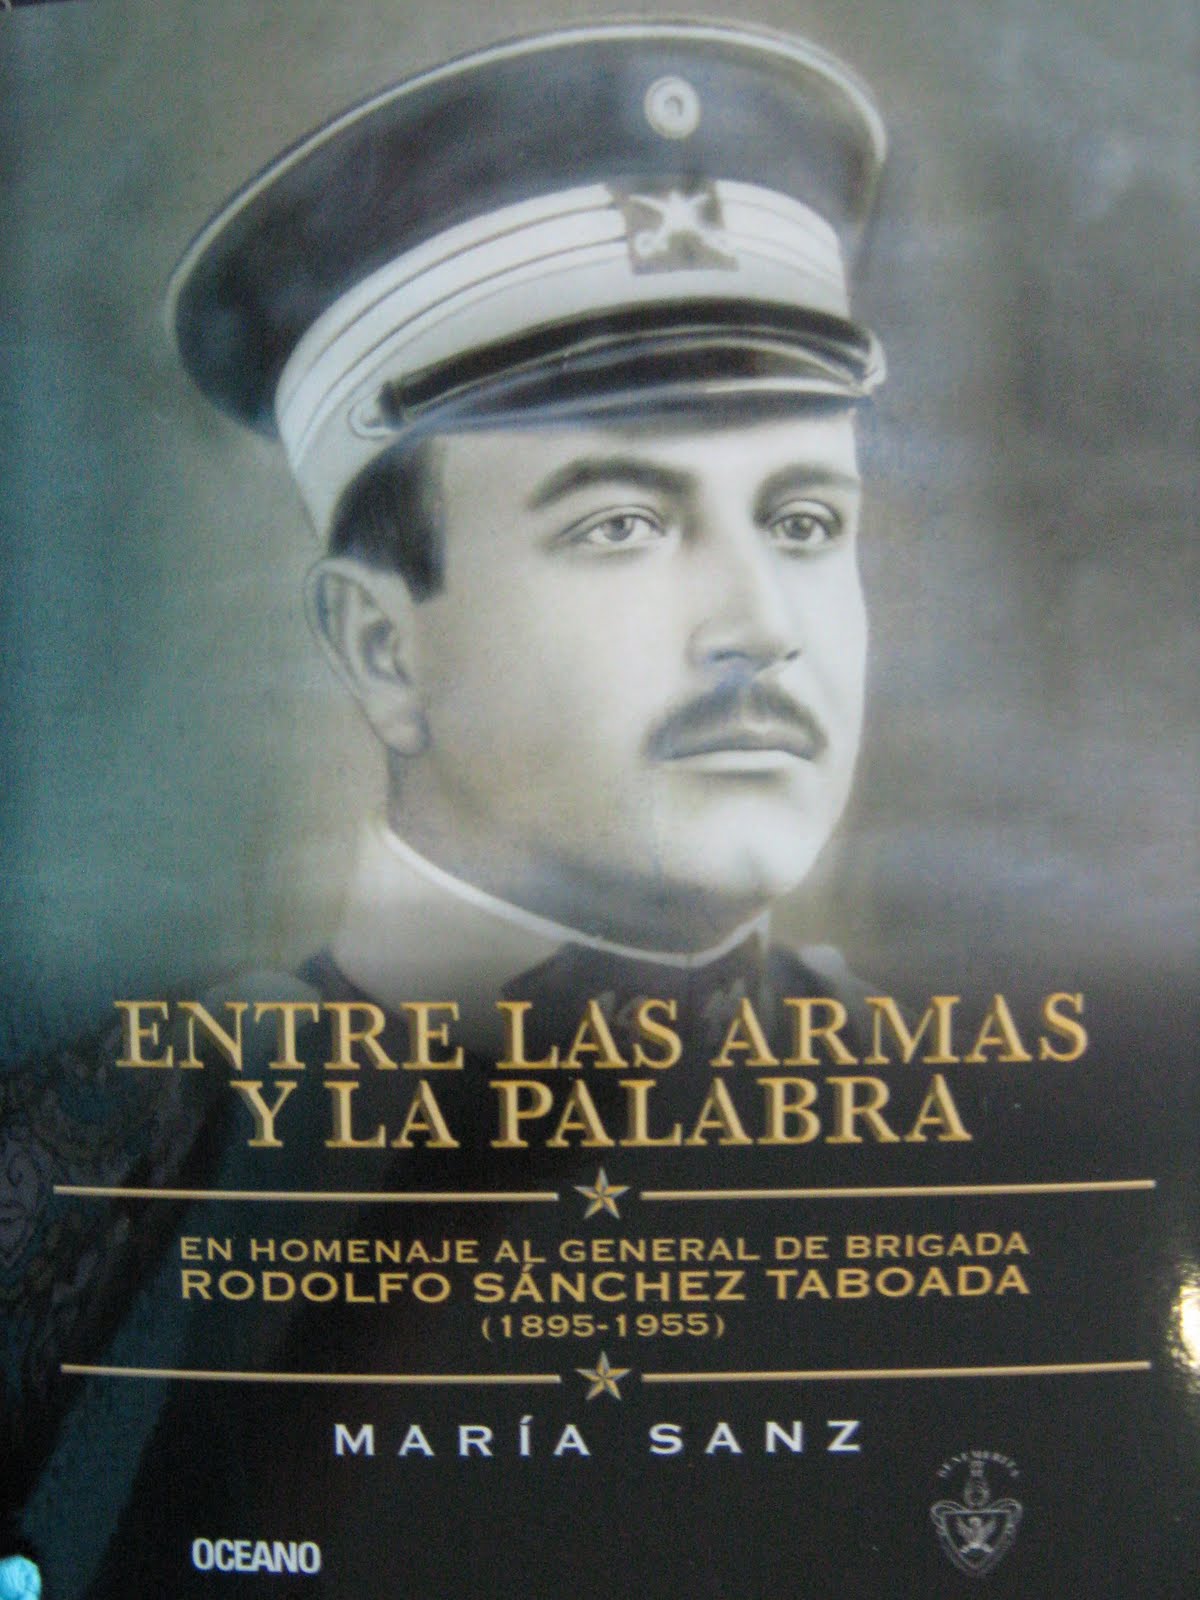 ENTRE LAS ARMAS
Y LA PALABRA
EN HOMENAJE AL GENERAL DE BRIGADA
RODOLFO SÁNCHEZ TABOADA
(1895-1955)
MARÍA SANZ
OCEANO